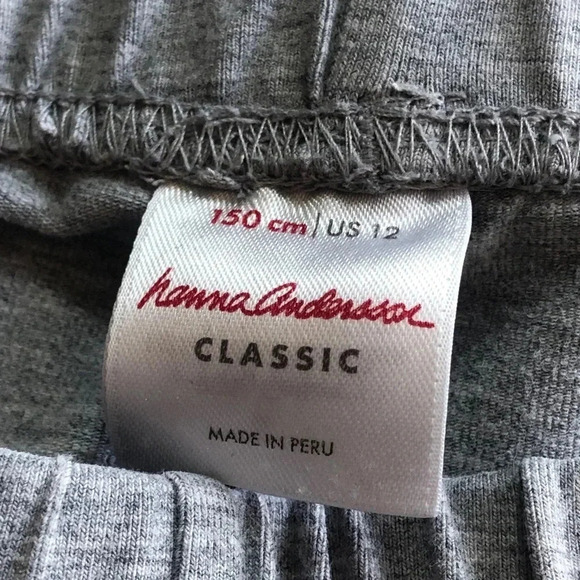 150 cm | US 12
hanna Andersson
CLASSIC
MADE IN PERU